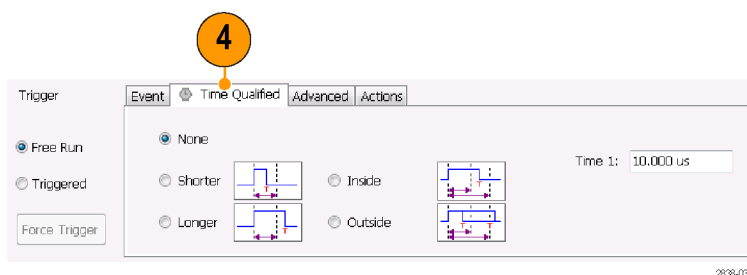 4
Trigger
Event Time Qualified Advanced Actions
Free Run
None
Time 1: 10.000 us
Triggered
Shorter T Inside T
Force Trigger
Longer T Outside T T